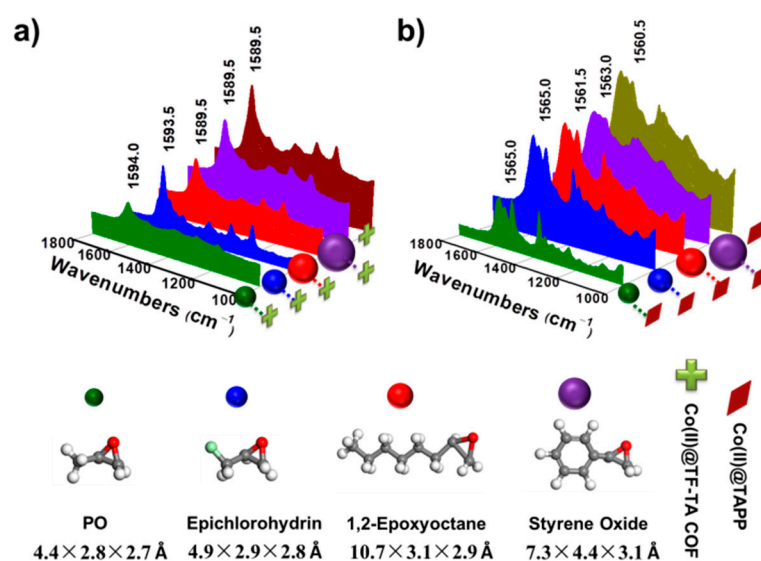 a)
1594.0
1593.5
1589.5
1589.5
1589.5
1800
1600
1400
1200
1000
Wavenumbers (cm⁻¹)
b)
1565.0
1565.0
1561.5
1563.0
1560.5
1800
1600
1400
1200
1000
Wavenumbers (cm⁻¹)
PO
4.4×2.8×2.7 Å
Epichlorohydrin
4.9×2.9×2.8 Å
1,2-Epoxyoctane
10.7×3.1×2.9 Å
Styrene Oxide
7.3×4.4×3.1 Å
Co(II)@TF-TA COF
Co(II)@TAPP